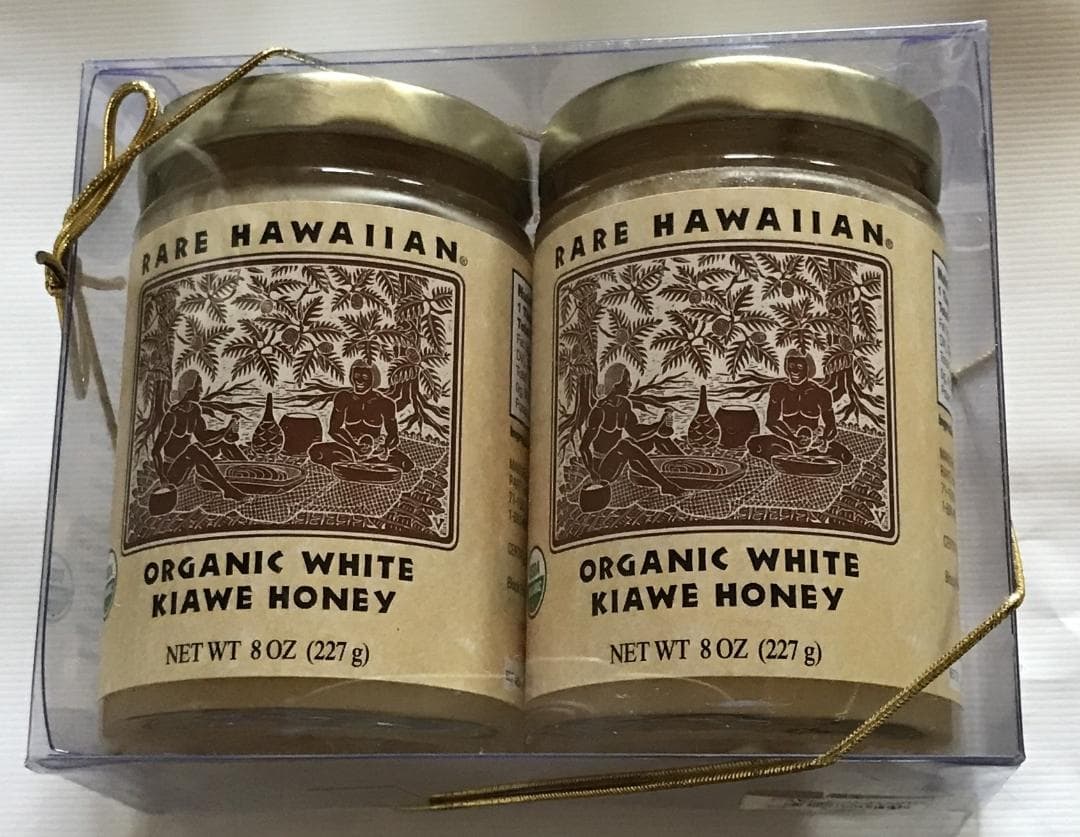 RARE HAWAIIAN®
ORGANIC WHITE
KIAWE HONEY
NET WT 8 OZ (227 g)
RARE HAWAIIAN®
ORGANIC WHITE
KIAWE HONEY
NET WT 8 OZ (227 g)